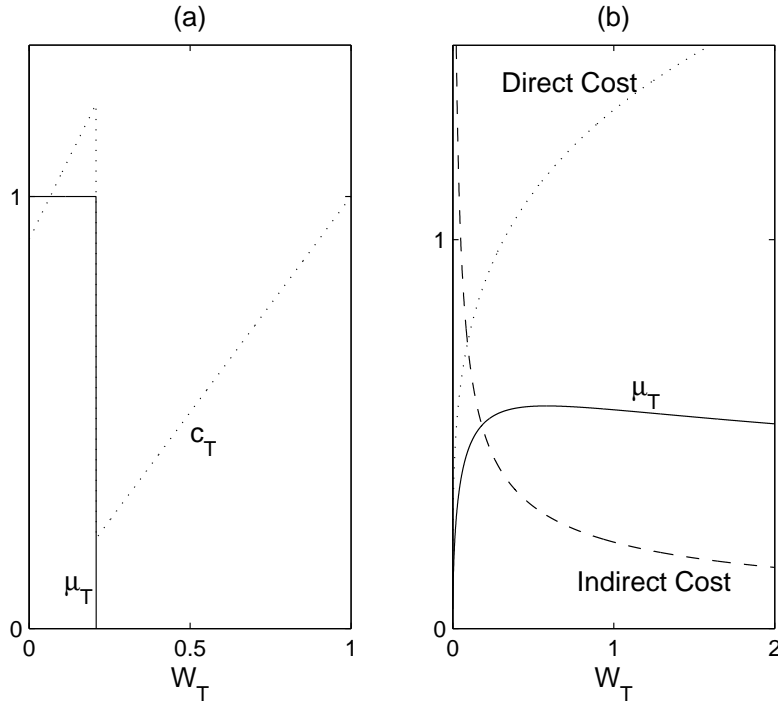 (a)
1
0
0
0.5
1
W_T
c_T
μ_T
(b)
Direct Cost
1
μ_T
Indirect Cost
0
0
1
2
W_T